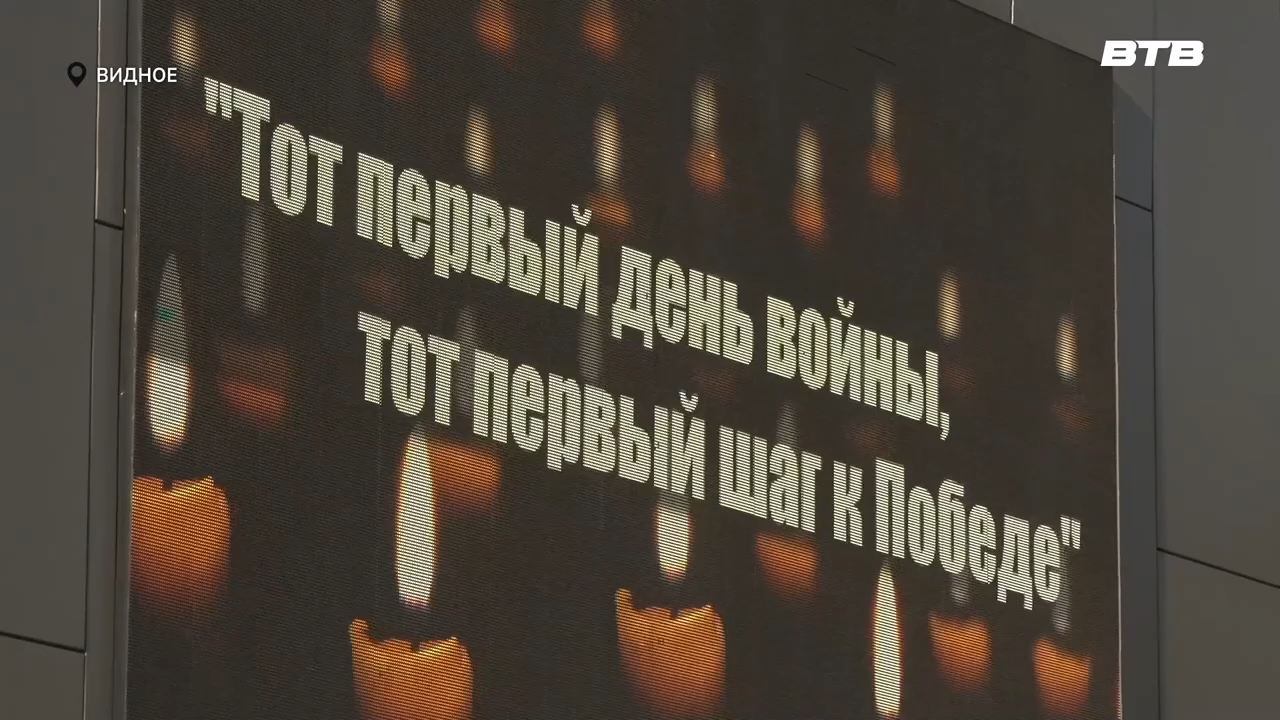 ВИДНОЕ
ВТВ
"Тот первый день войны,
тот первый шаг к Победе"